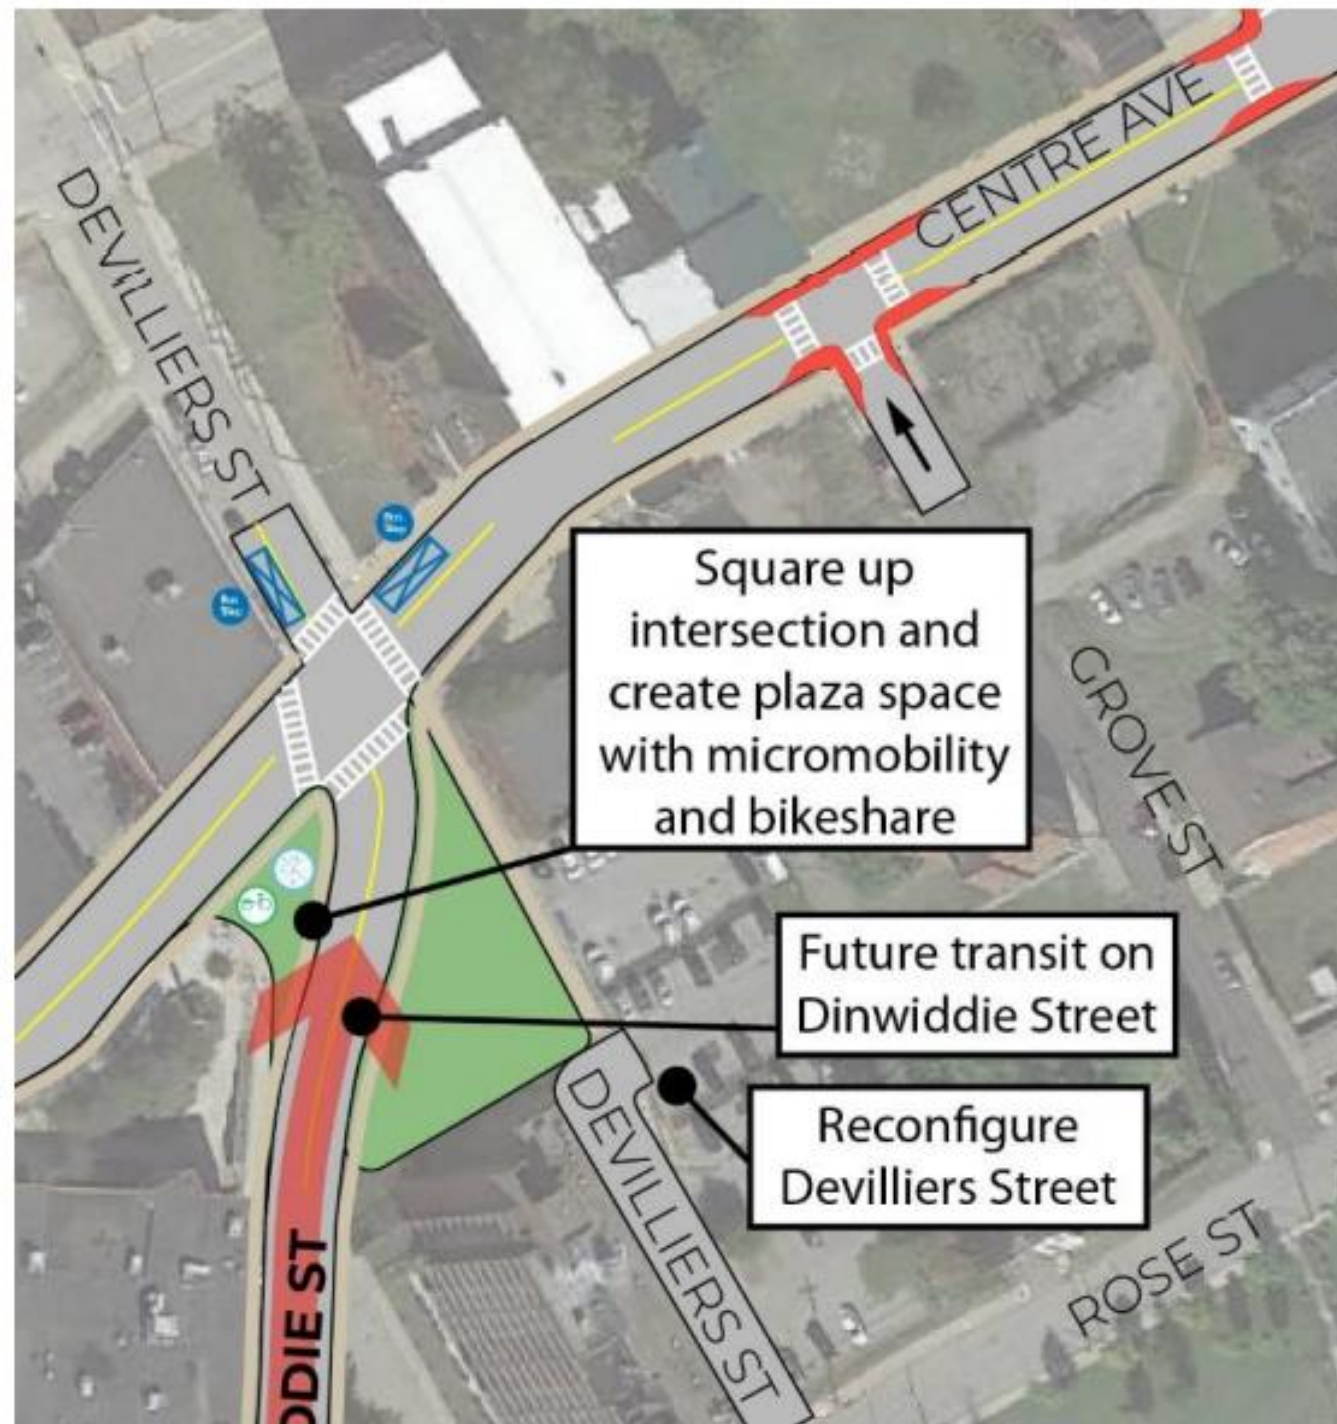 CENTRE AVE
DEViLLIERS ST
Square up
intersection and
create plaza space
with micromobility
and bikeshare
GROVE ST
Future transit on
Dinwiddie Street
Reconfigure
Devilliers Street
DEVILLIERS ST
ROSE ST
DDIE ST